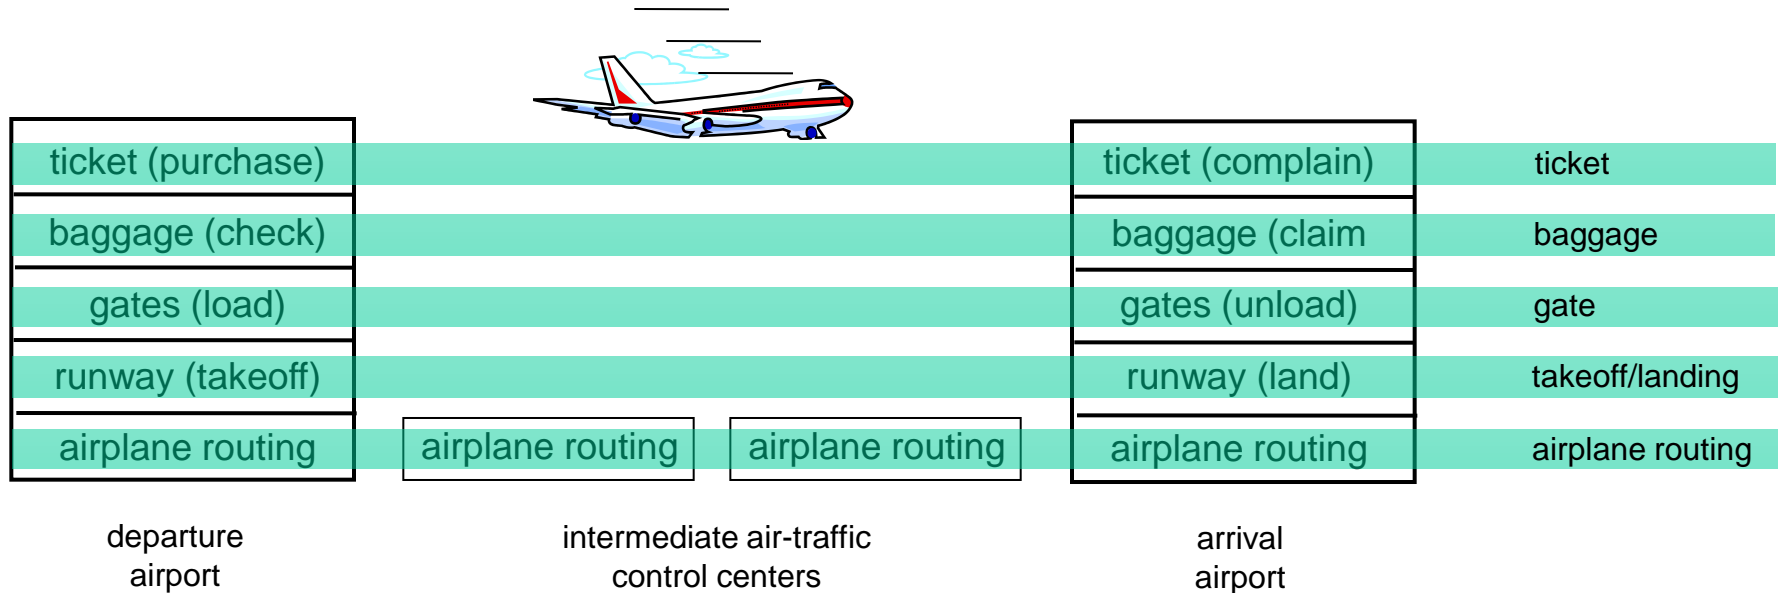 ticket (purchase)
ticket (complain)
ticket
baggage (check)
baggage (claim
baggage
gates (load)
gates (unload)
gate
runway (takeoff)
runway (land)
takeoff/landing
airplane routing
airplane routing
airplane routing
airplane routing
airplane routing
departure
airport
intermediate air-traffic
control centers
arrival
airport